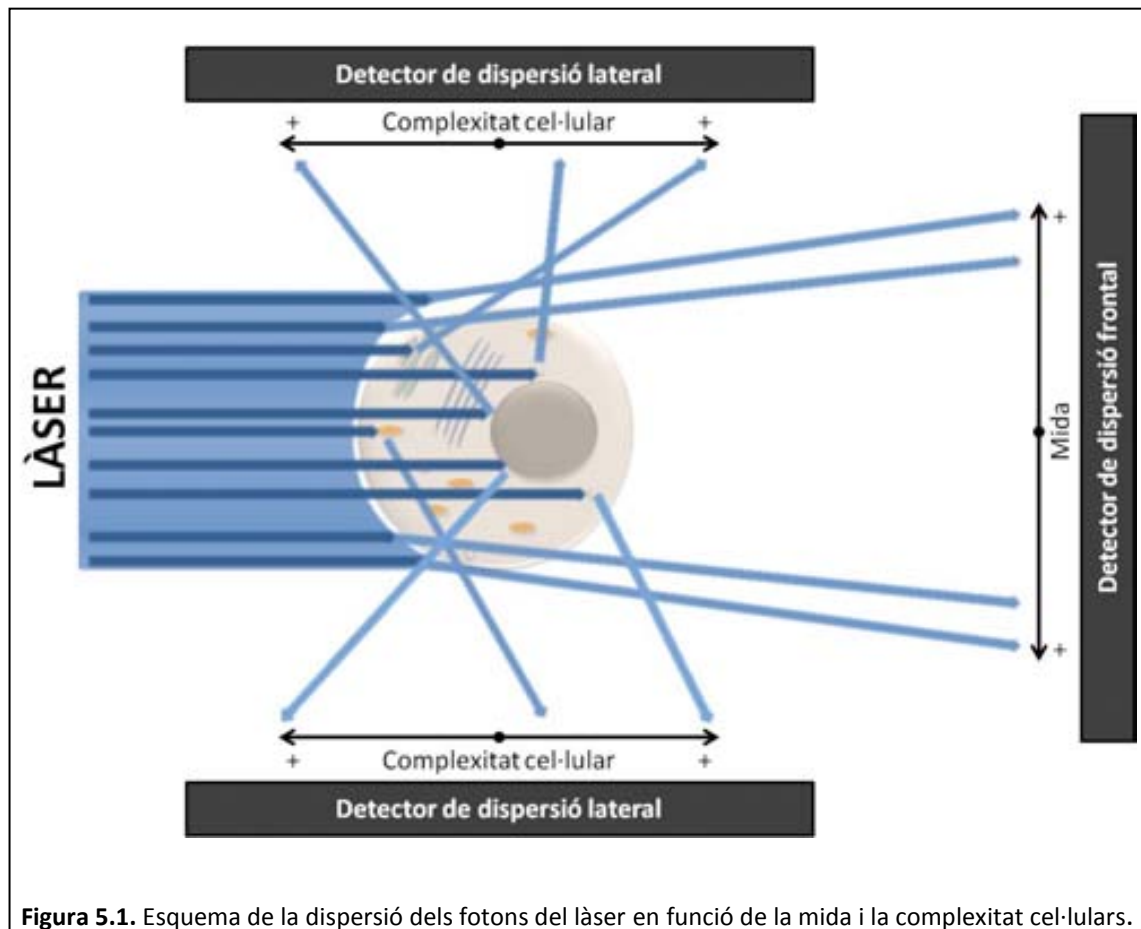 Detector de dispersió lateral
+ Complexitat cel·lular +
LÀSER
+
Mida
+
Detector de dispersió frontal
Complexitat cel·lular
+ +
Detector de dispersió lateral
Figura 5.1. Esquema de la dispersió dels fotons del làser en funció de la mida i la complexitat cel·lulars.